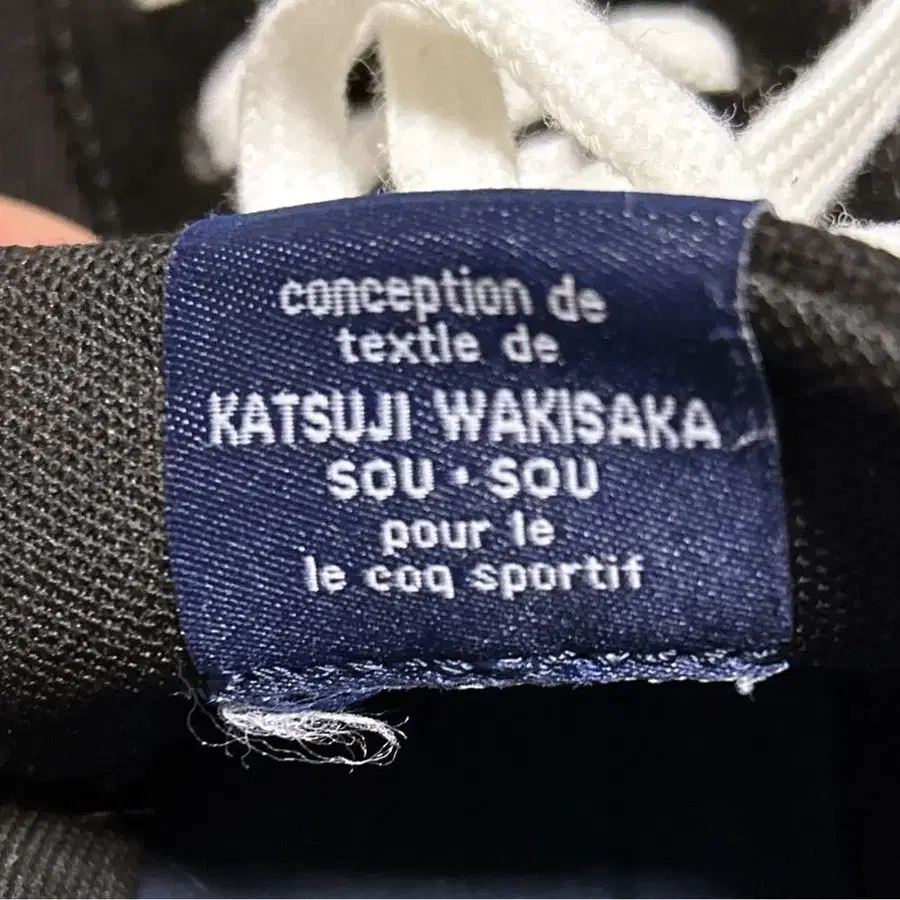 conception de
textle de
KATSUJI WAKISAKA
SOU・SOU
pour le
le coq sportif